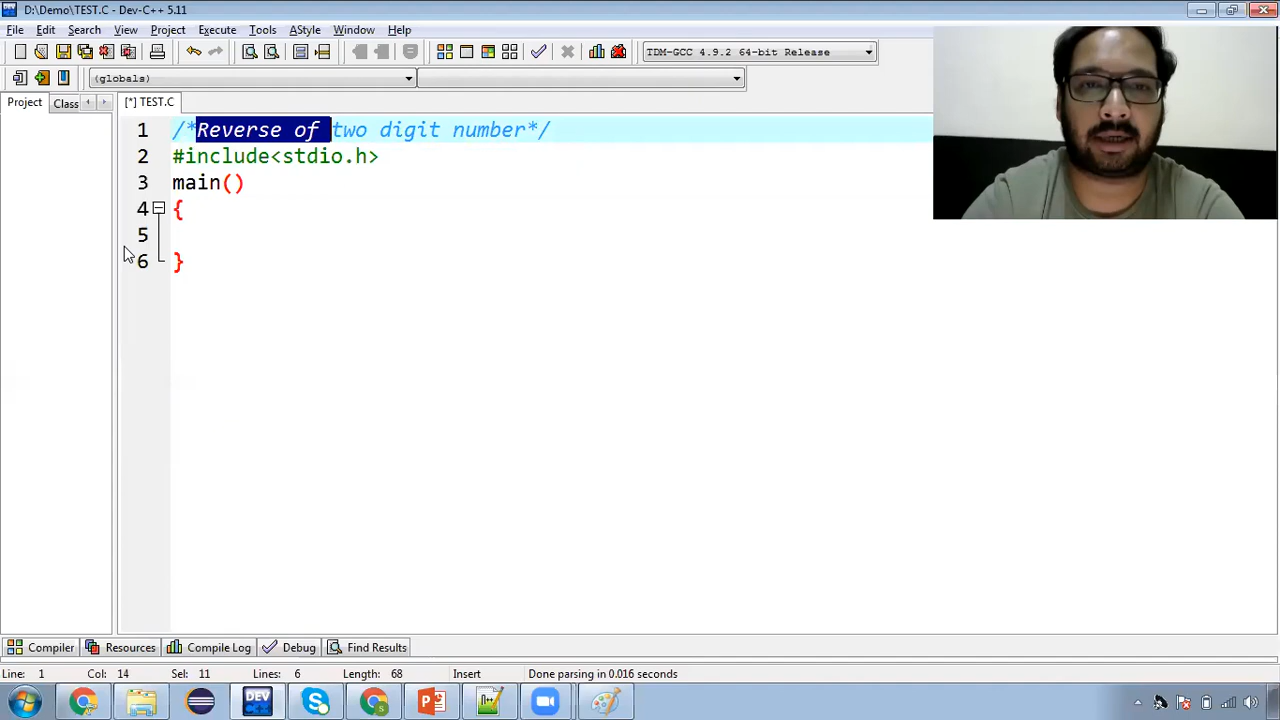 D:\Demo\TEST.C - Dev-C++ 5.11
File Edit Search View Project Execute Tools AStyle Window Help
TDM-GCC 4.9.2 64-bit Release
(globals)
Project Class [*] TEST.C
1 /*Reverse of two digit number*/
2 #include<stdio.h>
3 main()
4 {
5
6 }
Compiler Resources Compile Log Debug Find Results
Line: 1 Col: 14 Sel: 11 Lines: 6 Length: 68 Insert Done parsing in 0.016 seconds
DEV C++